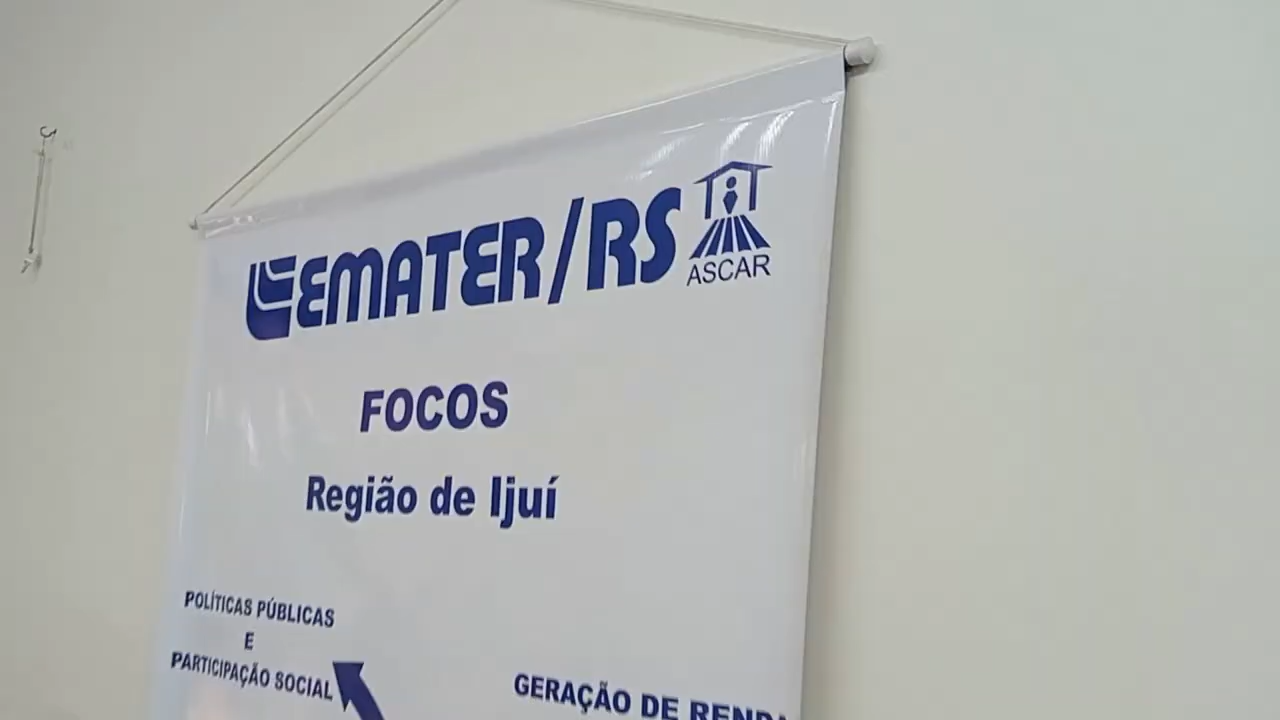 EMATER/RS
ASCAR
FOCOS
Região de Ijuí
POLÍTICAS PÚBLICAS
E
PARTICIPAÇÃO SOCIAL
GERAÇÃO DE RENDA